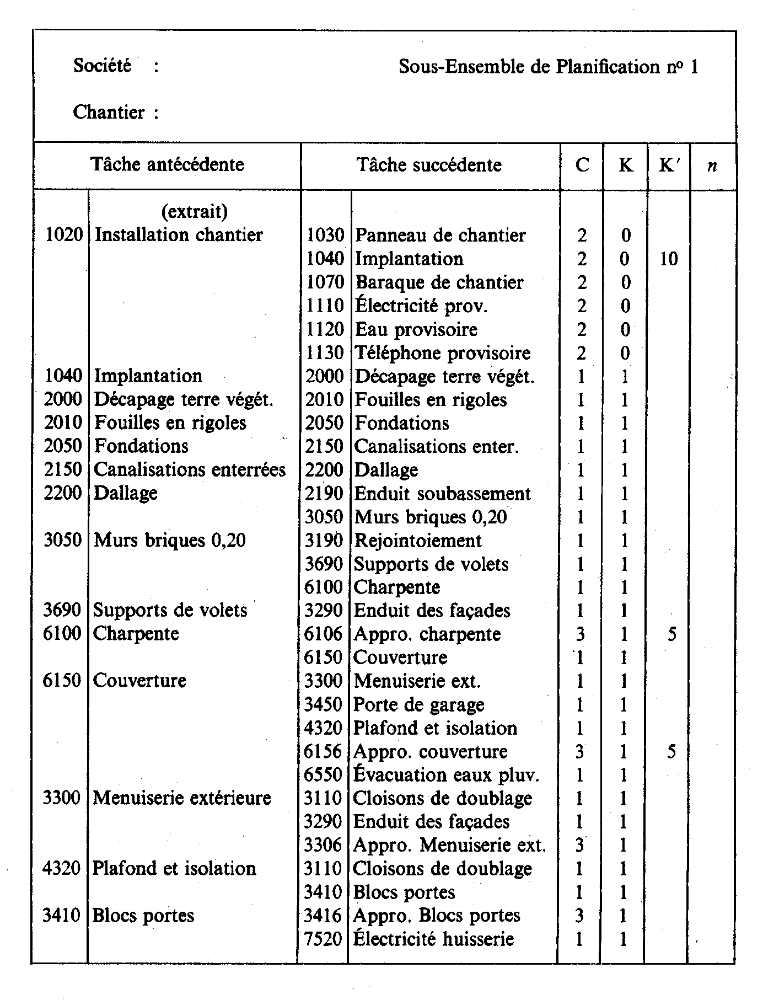 Société : Sous-Ensemble de Planification nº 1
Chantier :
Tâche antécédente Tâche succédente C K K′ n
(extrait)
1020 Installation chantier 1030 Panneau de chantier 2 0
1040 Implantation 2 0 10
1070 Baraque de chantier 2 0
1110 Électricité prov. 2 0
1120 Eau provisoire 2 0
1130 Téléphone provisoire 2 0
1040 Implantation 2000 Décapage terre végét. 1 1
2000 Décapage terre végét. 2010 Fouilles en rigoles 1 1
2010 Fouilles en rigoles 2050 Fondations 1 1
2050 Fondations 2150 Canalisations enter. 1 1
2150 Canalisations enterrées 2200 Dallage 1 1
2200 Dallage 2190 Enduit soubassement 1 1
3050 Murs briques 0,20 1 1
3050 Murs briques 0,20 3190 Rejointoiement 1 1
3690 Supports de volets 1 1
6100 Charpente 1 1
3690 Supports de volets 3290 Enduit des façades 1 1
6100 Charpente 6106 Appro. charpente 3 1 5
6150 Couverture 1 1
6150 Couverture 3300 Menuiserie ext. 1 1
3450 Porte de garage 1 1
4320 Plafond et isolation 1 1
6156 Appro. couverture 3 1 5
6550 Évacuation eaux pluv. 1 1
3300 Menuiserie extérieure 3110 Cloisons de doublage 1 1
3290 Enduit des façades 1 1
3306 Appro. Menuiserie ext. 3 1
4320 Plafond et isolation 3110 Cloisons de doublage 1 1
3410 Blocs portes 1 1
3410 Blocs portes 3416 Appro. Blocs portes 3 1
7520 Électricité huisserie 1 1